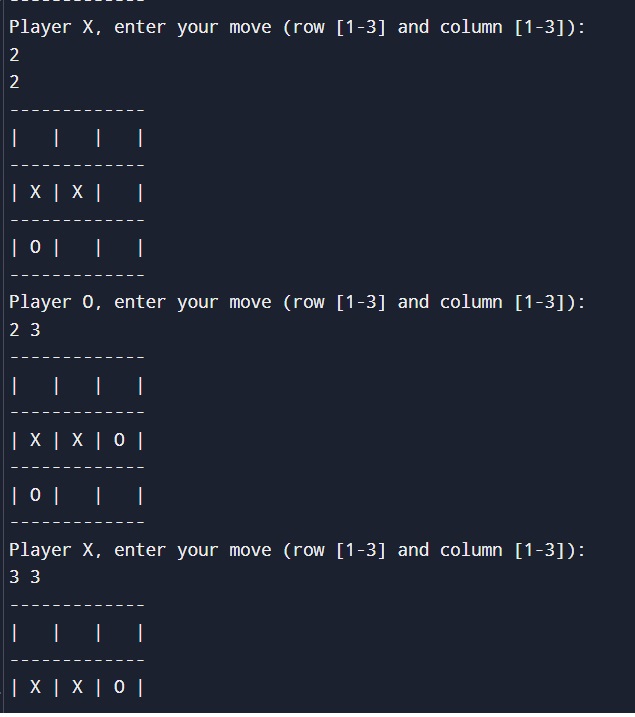 -------------
Player X, enter your move (row [1-3] and column [1-3]):
2
2
-------------
|   |   |   |
-------------
| X | X |   |
-------------
| O |   |   |
-------------
Player O, enter your move (row [1-3] and column [1-3]):
2 3
-------------
|   |   |   |
-------------
| X | X | O |
-------------
| O |   |   |
-------------
Player X, enter your move (row [1-3] and column [1-3]):
3 3
-------------
|   |   |   |
-------------
| X | X | O |